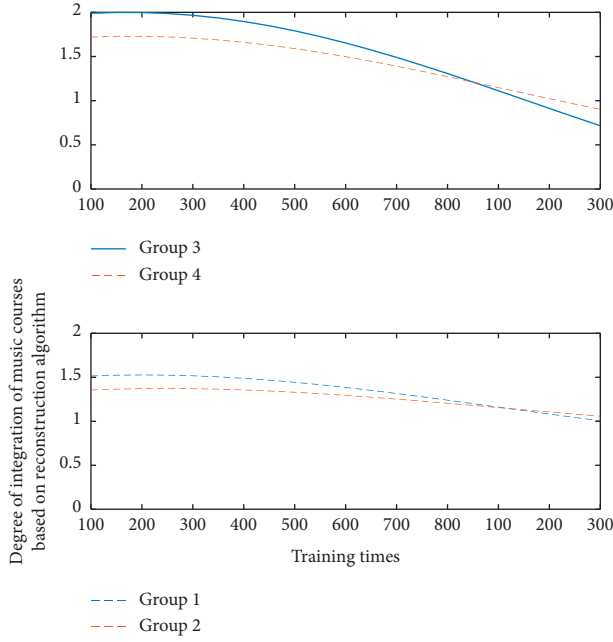 2
1.5
1
0.5
0
100 200 300 400 500 600 700 800 100 200 300
Group 3
Group 4
Degree of integration of music courses
based on reconstruction algorithm
2
1.5
1
0.5
0
100 200 300 400 500 600 700 800 100 200 300
Training times
Group 1
Group 2